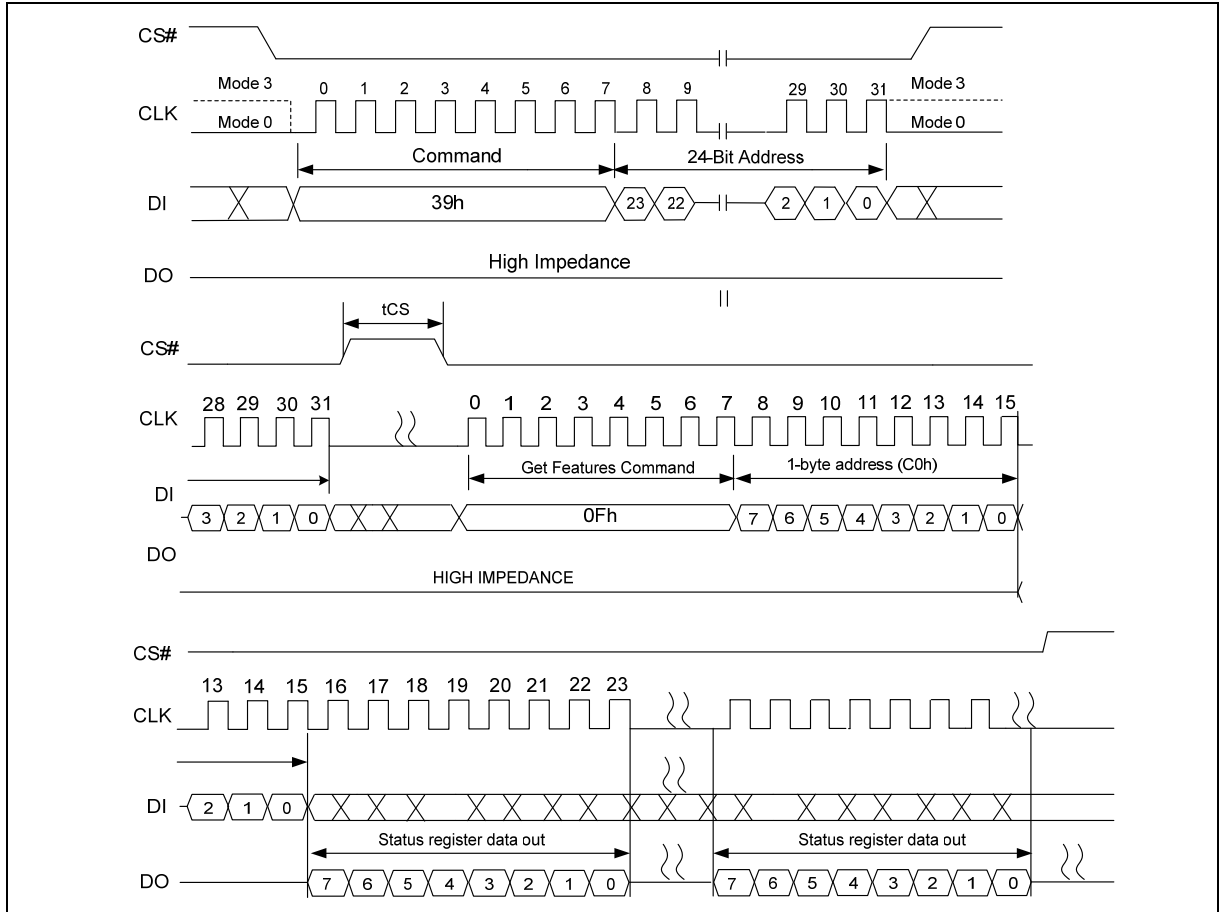 CS#
Mode 3 0 1 2 3 4 5 6 7 8 9 29 30 31 Mode 3
CLK
Mode 0 Mode 0
Command 24-Bit Address
DI 39h 23 22 2 1 0
High Impedance
DO
tCS
CS#
28 29 30 31 0 1 2 3 4 5 6 7 8 9 10 11 12 13 14 15
CLK
Get Features Command 1-byte address (C0h)
DI
3 2 1 0 0Fh 7 6 5 4 3 2 1 0
DO
HIGH IMPEDANCE
CS#
13 14 15 16 17 18 19 20 21 22 23
CLK
DI 2 1 0
Status register data out Status register data out
DO 7 6 5 4 3 2 1 0 7 6 5 4 3 2 1 0